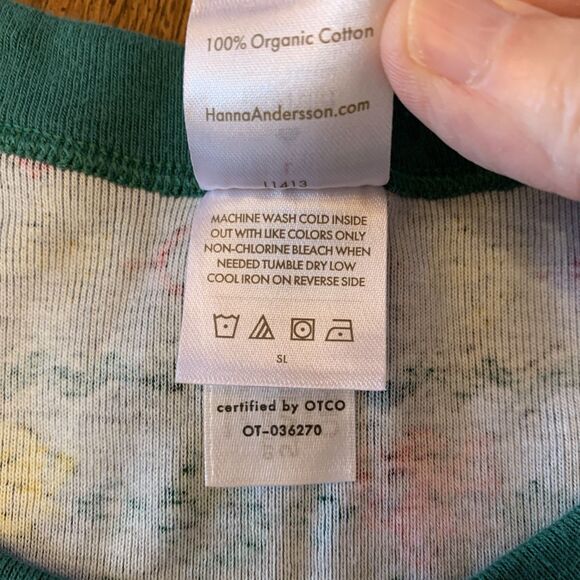 100% Organic Cotton
HannaAndersson.com
11413
MACHINE WASH COLD INSIDE
OUT WITH LIKE COLORS ONLY
NON-CHLORINE BLEACH WHEN
NEEDED TUMBLE DRY LOW
COOL IRON ON REVERSE SIDE
SL
certified by OTCO
OT-036270